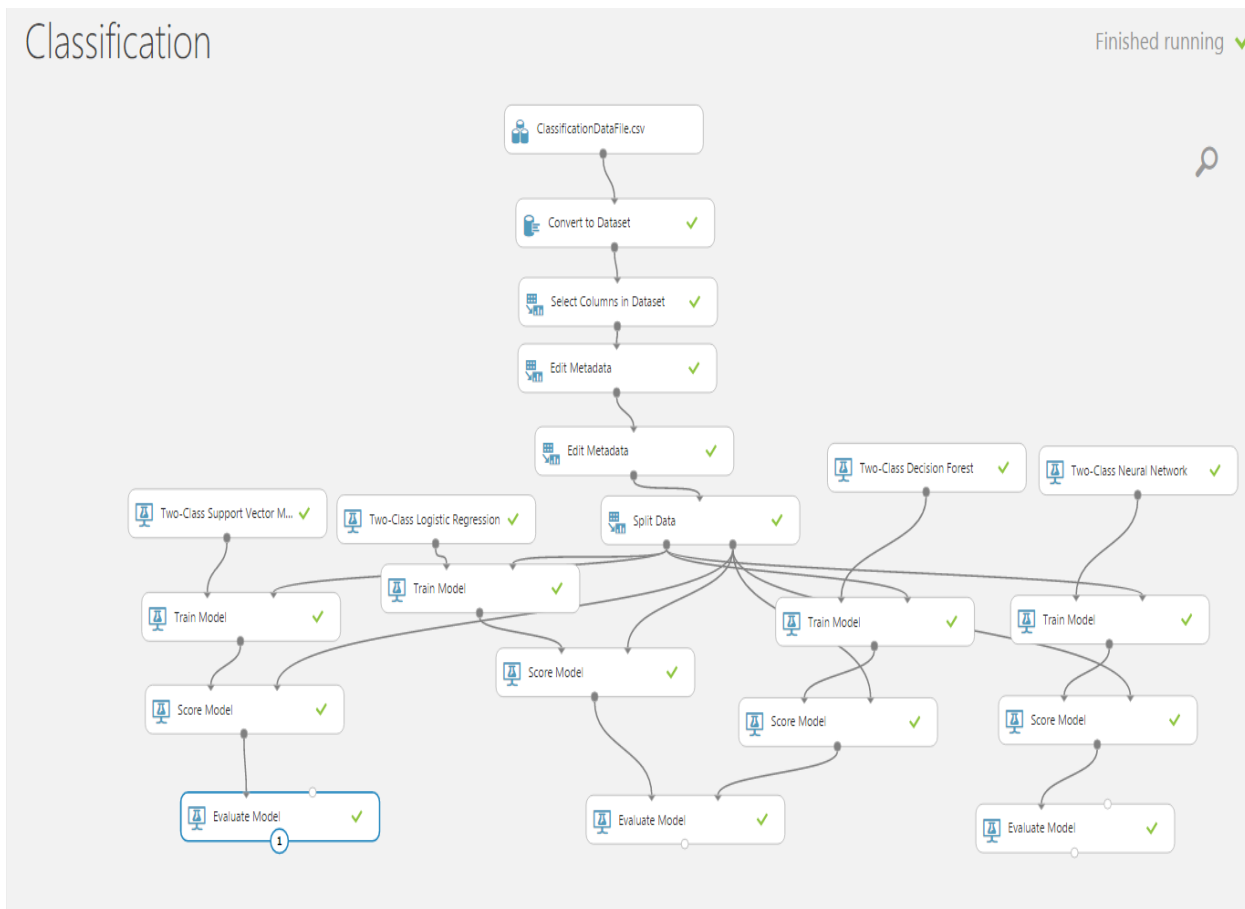 Classification
Finished running
ClassificationDataFile.csv
Convert to Dataset
Select Columns in Dataset
Edit Metadata
Edit Metadata
Two-Class Decision Forest
Two-Class Neural Network
Two-Class Support Vector M...
Two-Class Logistic Regression
Split Data
Train Model
Train Model
Train Model
Train Model
Score Model
Score Model
Score Model
Score Model
Evaluate Model
Evaluate Model
Evaluate Model
1